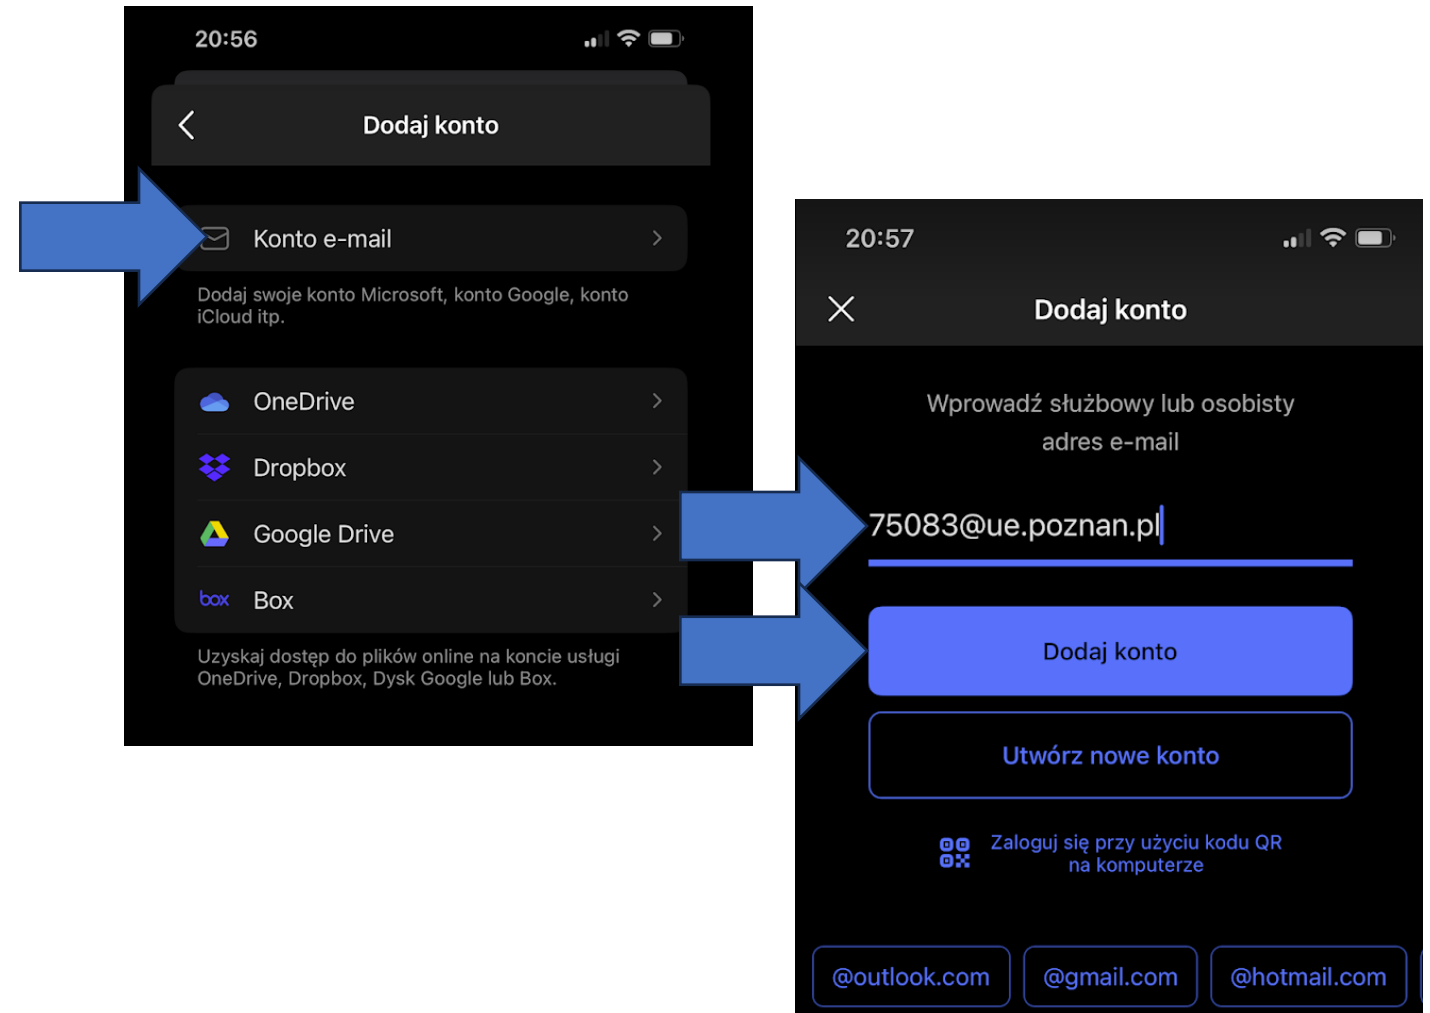 20:56
Dodaj konto
Konto e-mail
Dodaj swoje konto Microsoft, konto Google, konto
iCloud itp.
OneDrive
Dropbox
Google Drive
box Box
Uzyskaj dostęp do plików online na koncie usługi
OneDrive, Dropbox, Dysk Google lub Box.
20:57
Dodaj konto
Wprowadź służbowy lub osobisty
adres e-mail
75083@ue.poznan.pl
Dodaj konto
Utwórz nowe konto
Zaloguj się przy użyciu kodu QR
na komputerze
@outlook.com @gmail.com @hotmail.com